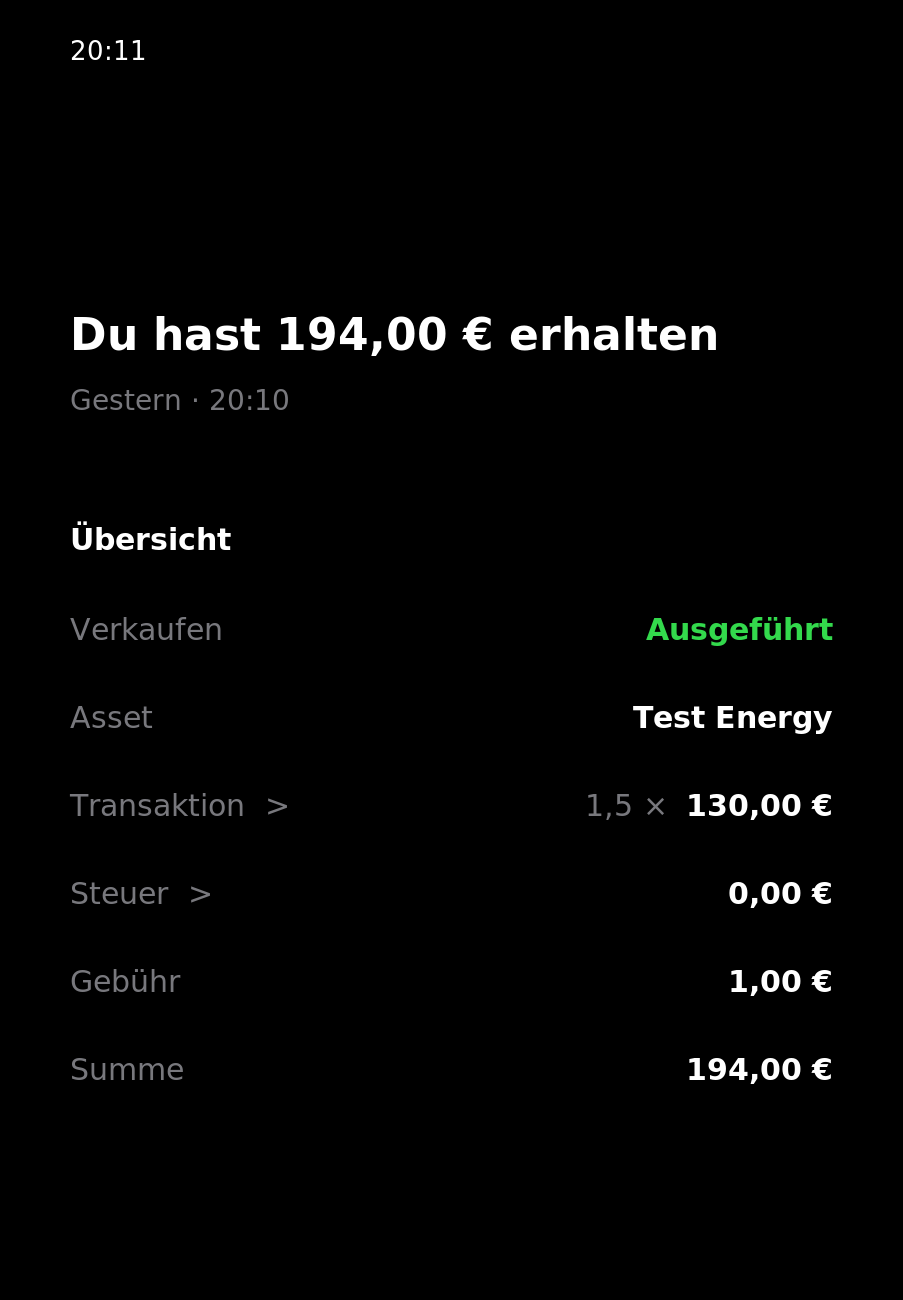 20:11
Du hast 194,00 € erhalten
Gestern · 20:10
Übersicht
Verkaufen Ausgeführt
Asset Test Energy
Transaktion > 1,5 × 130,00 €
Steuer > 0,00 €
Gebühr 1,00 €
Summe 194,00 €